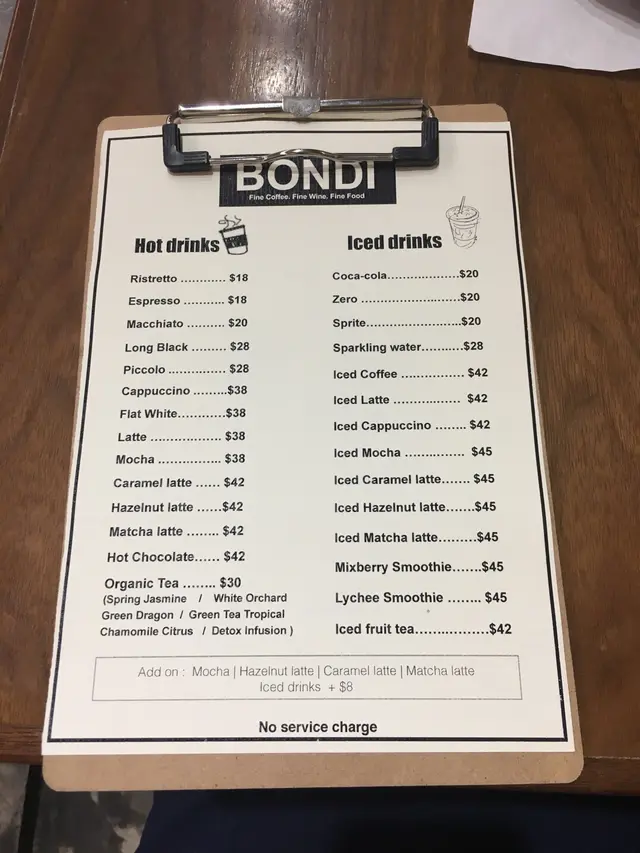 BONDI
Fine Coffee. Fine Wine. Fine Food
Hot drinks
Ristretto ............ $18
Espresso ............ $18
Macchiato .......... $20
Long Black ......... $28
Piccolo ............... $28
Cappuccino .........$38
Flat White............$38
Latte ................... $38
Mocha ................. $38
Caramel latte ...... $42
Hazelnut latte ......$42
Matcha latte ........ $42
Hot Chocolate...... $42
Organic Tea ........ $30
(Spring Jasmine / White Orchard
Green Dragon / Green Tea Tropical
Chamomile Citrus / Detox Infusion )
Iced drinks
Coca-cola...................$20
Zero ..........................$20
Sprite.........................$20
Sparkling water..........$28
Iced Coffee ................ $42
Iced Latte ................. $42
Iced Cappuccino ........ $42
Iced Mocha ................ $45
Iced Caramel latte....... $45
Iced Hazelnut latte.......$45
Iced Matcha latte.........$45
Mixberry Smoothie.......$45
Lychee Smoothie ........ $45
Iced fruit tea..................$42
Add on : Mocha | Hazelnut latte | Caramel latte | Matcha latte
Iced drinks + $8
No service charge